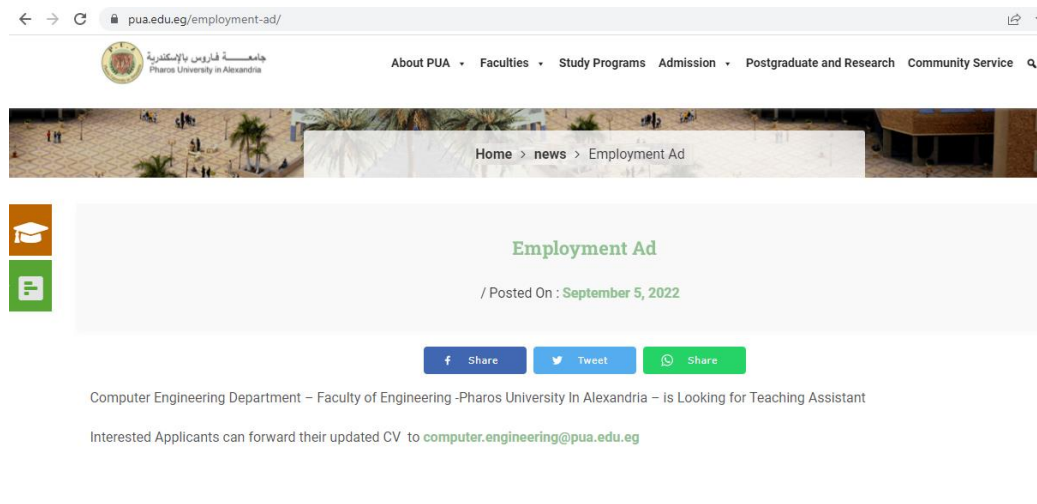 pua.edu.eg/employment-ad/
جامعة فاروس بالإسكندرية
Pharos University in Alexandria
About PUA Faculties Study Programs Admission Postgraduate and Research Community Service
Home > news > Employment Ad
Employment Ad
/ Posted On : September 5, 2022
Share Tweet Share
Computer Engineering Department – Faculty of Engineering -Pharos University In Alexandria – is Looking for Teaching Assistant
Interested Applicants can forward their updated CV to computer.engineering@pua.edu.eg